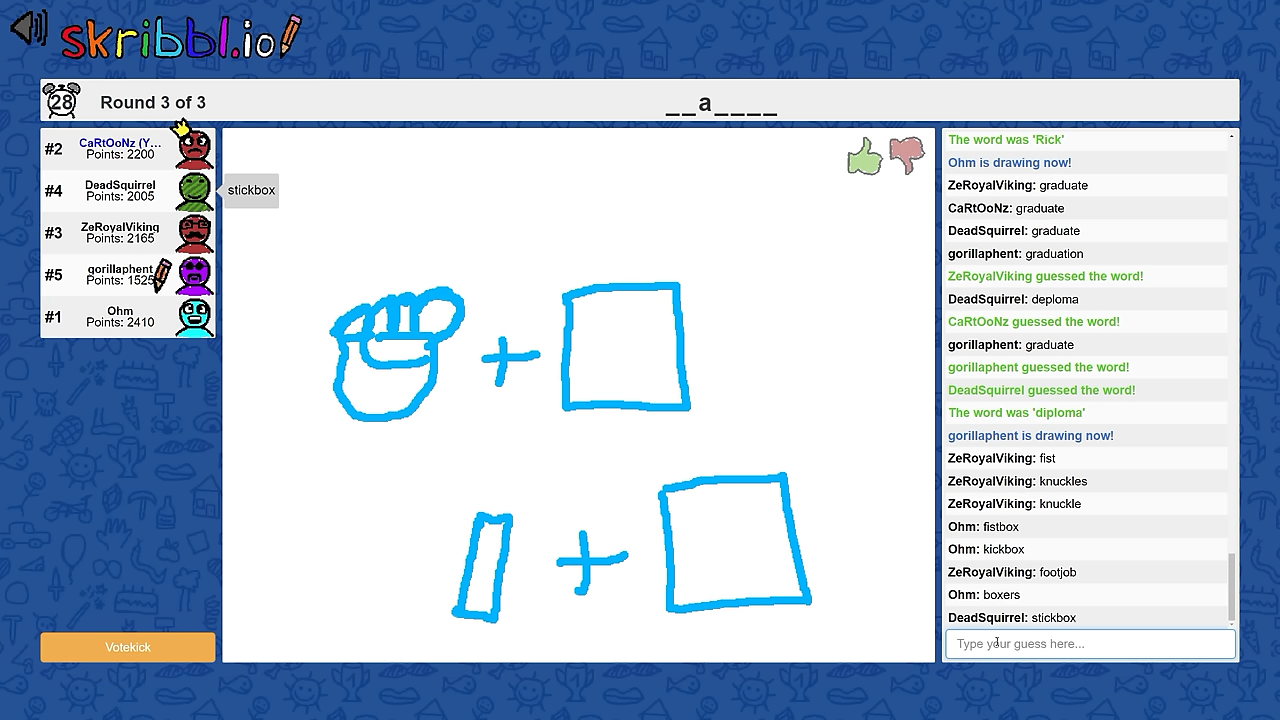 skribbl.io
28
Round 3 of 3
__a____
#2
CaRtOoNz (Y...
Points: 2200
#4
DeadSquirrel
Points: 2005
stickbox
#3
ZeRoyalViking
Points: 2165
#5
gorillaphent
Points: 1525
#1
Ohm
Points: 2410
Votekick
The word was 'Rick'
Ohm is drawing now!
ZeRoyalViking: graduate
CaRtOoNz: graduate
DeadSquirrel: graduate
gorillaphent: graduation
ZeRoyalViking guessed the word!
DeadSquirrel: deploma
CaRtOoNz guessed the word!
gorillaphent: graduate
gorillaphent guessed the word!
DeadSquirrel guessed the word!
The word was 'diploma'
gorillaphent is drawing now!
ZeRoyalViking: fist
ZeRoyalViking: knuckles
ZeRoyalViking: knuckle
Ohm: fistbox
Ohm: kickbox
ZeRoyalViking: footjob
Ohm: boxers
DeadSquirrel: stickbox
Type your guess here...